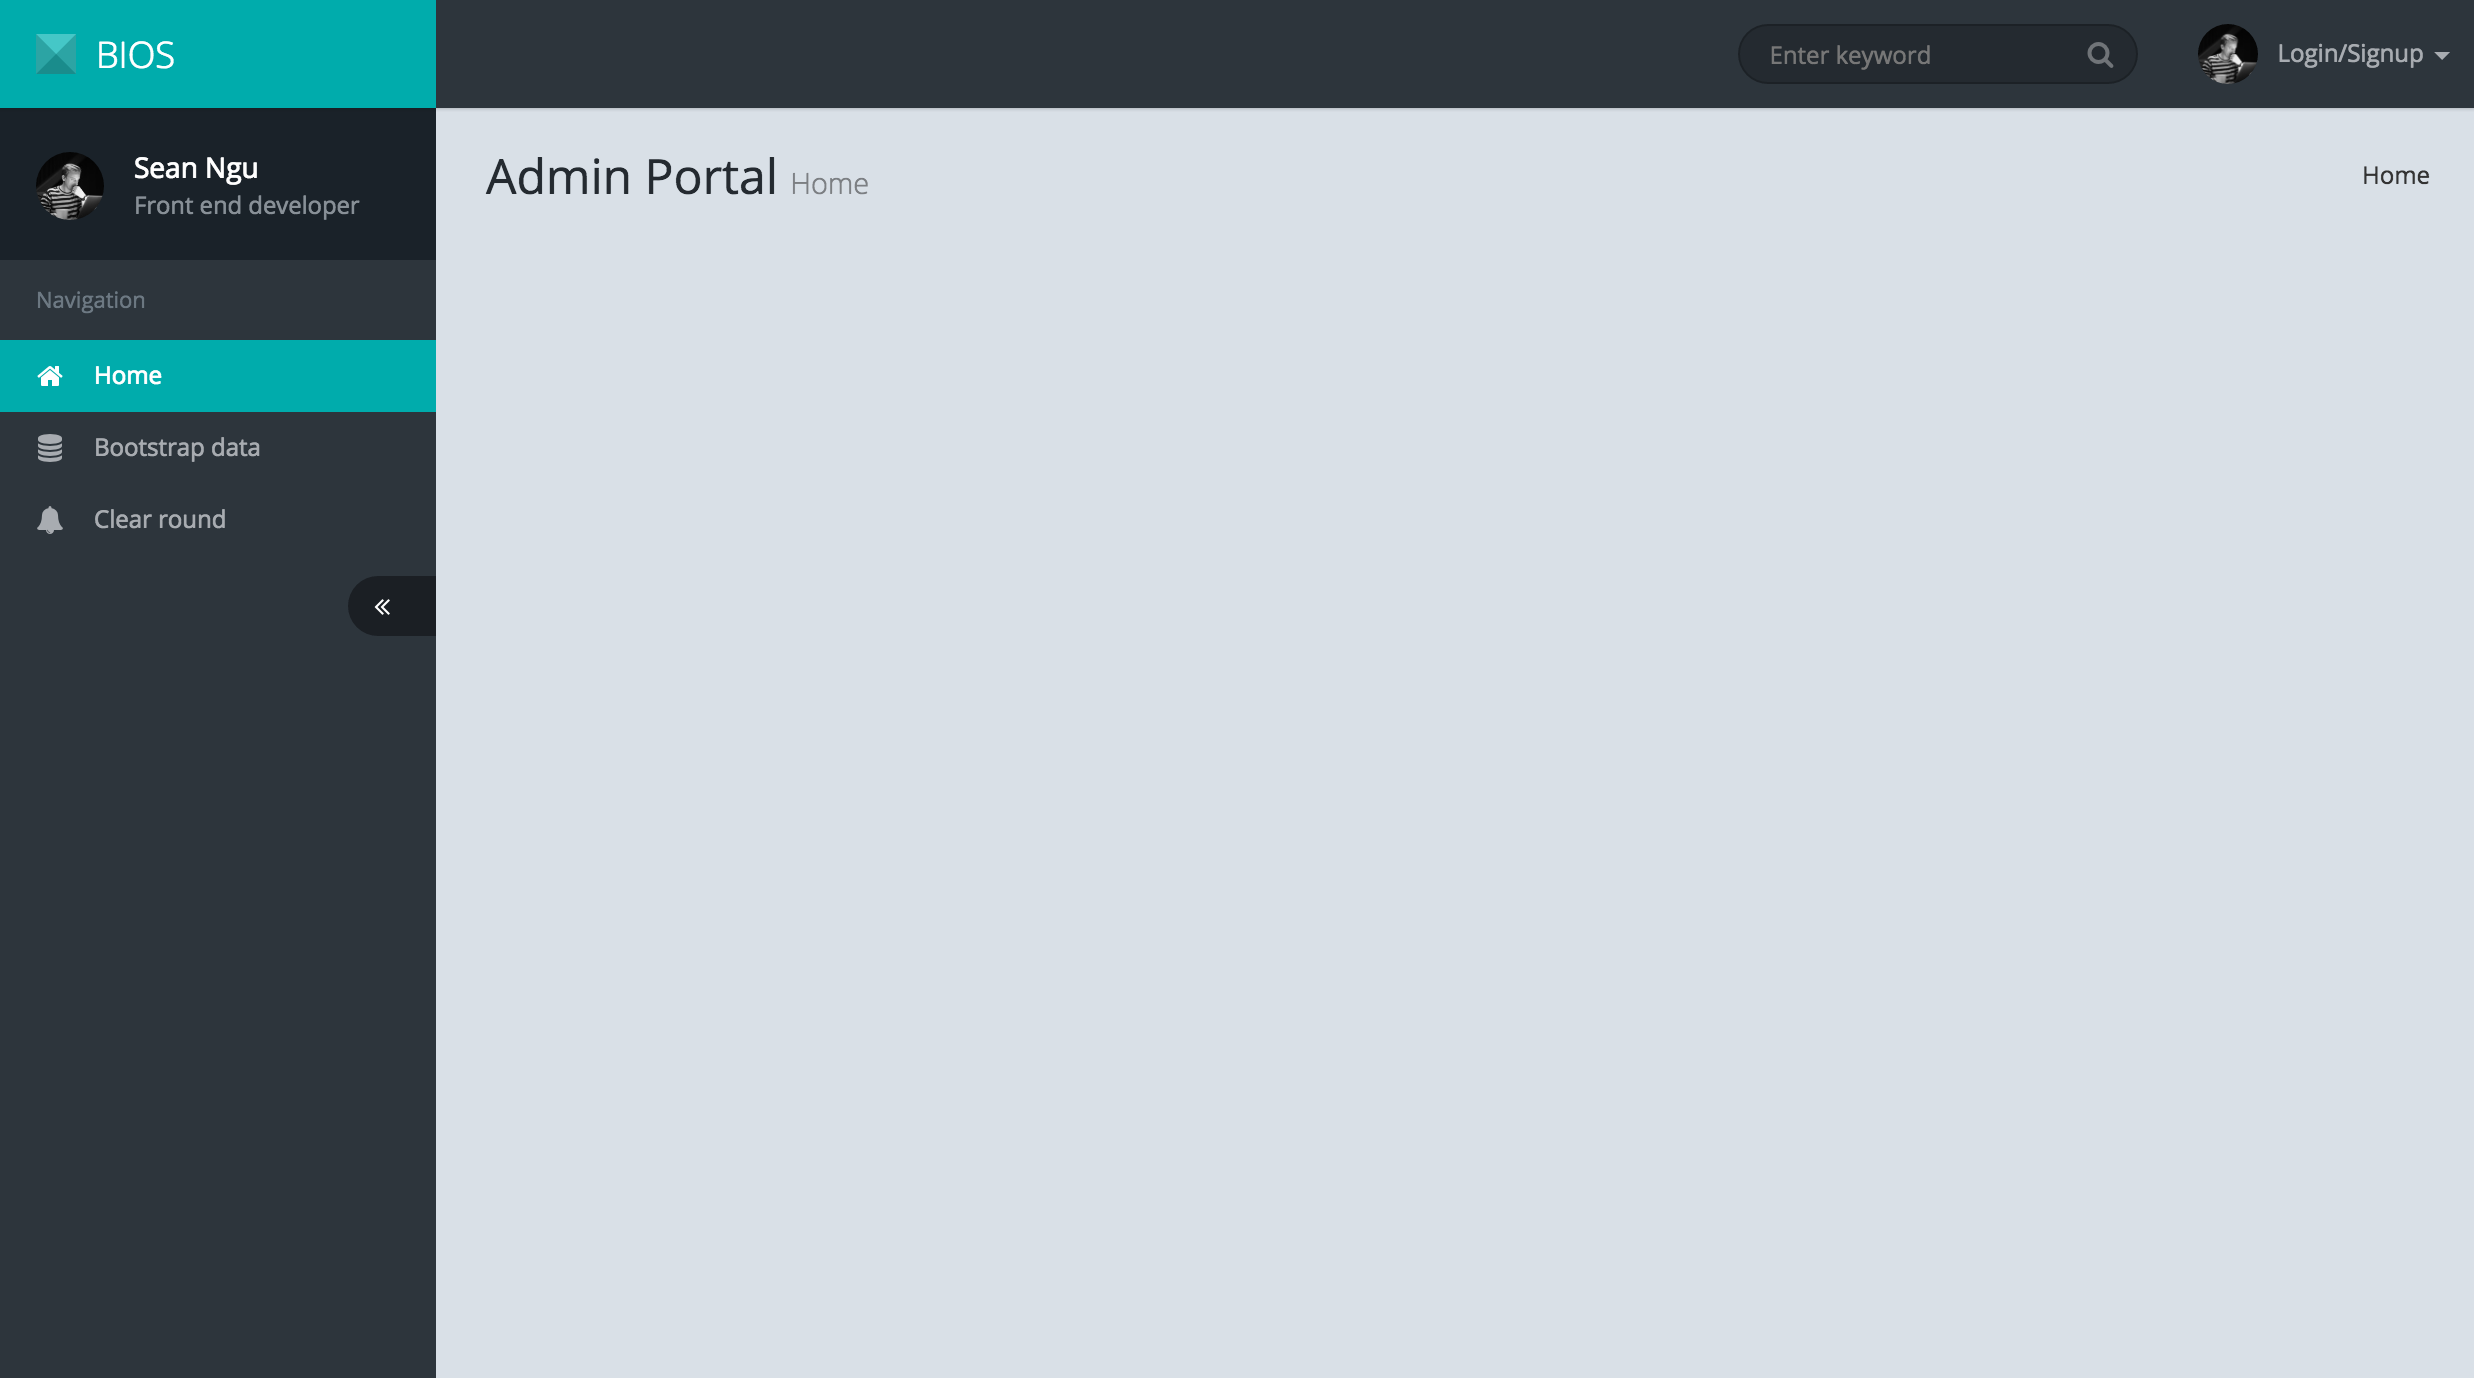 BIOS
Enter keyword
Login/Signup
Sean Ngu
Front end developer
Navigation
Home
Bootstrap data
Clear round
Admin Portal Home
Home